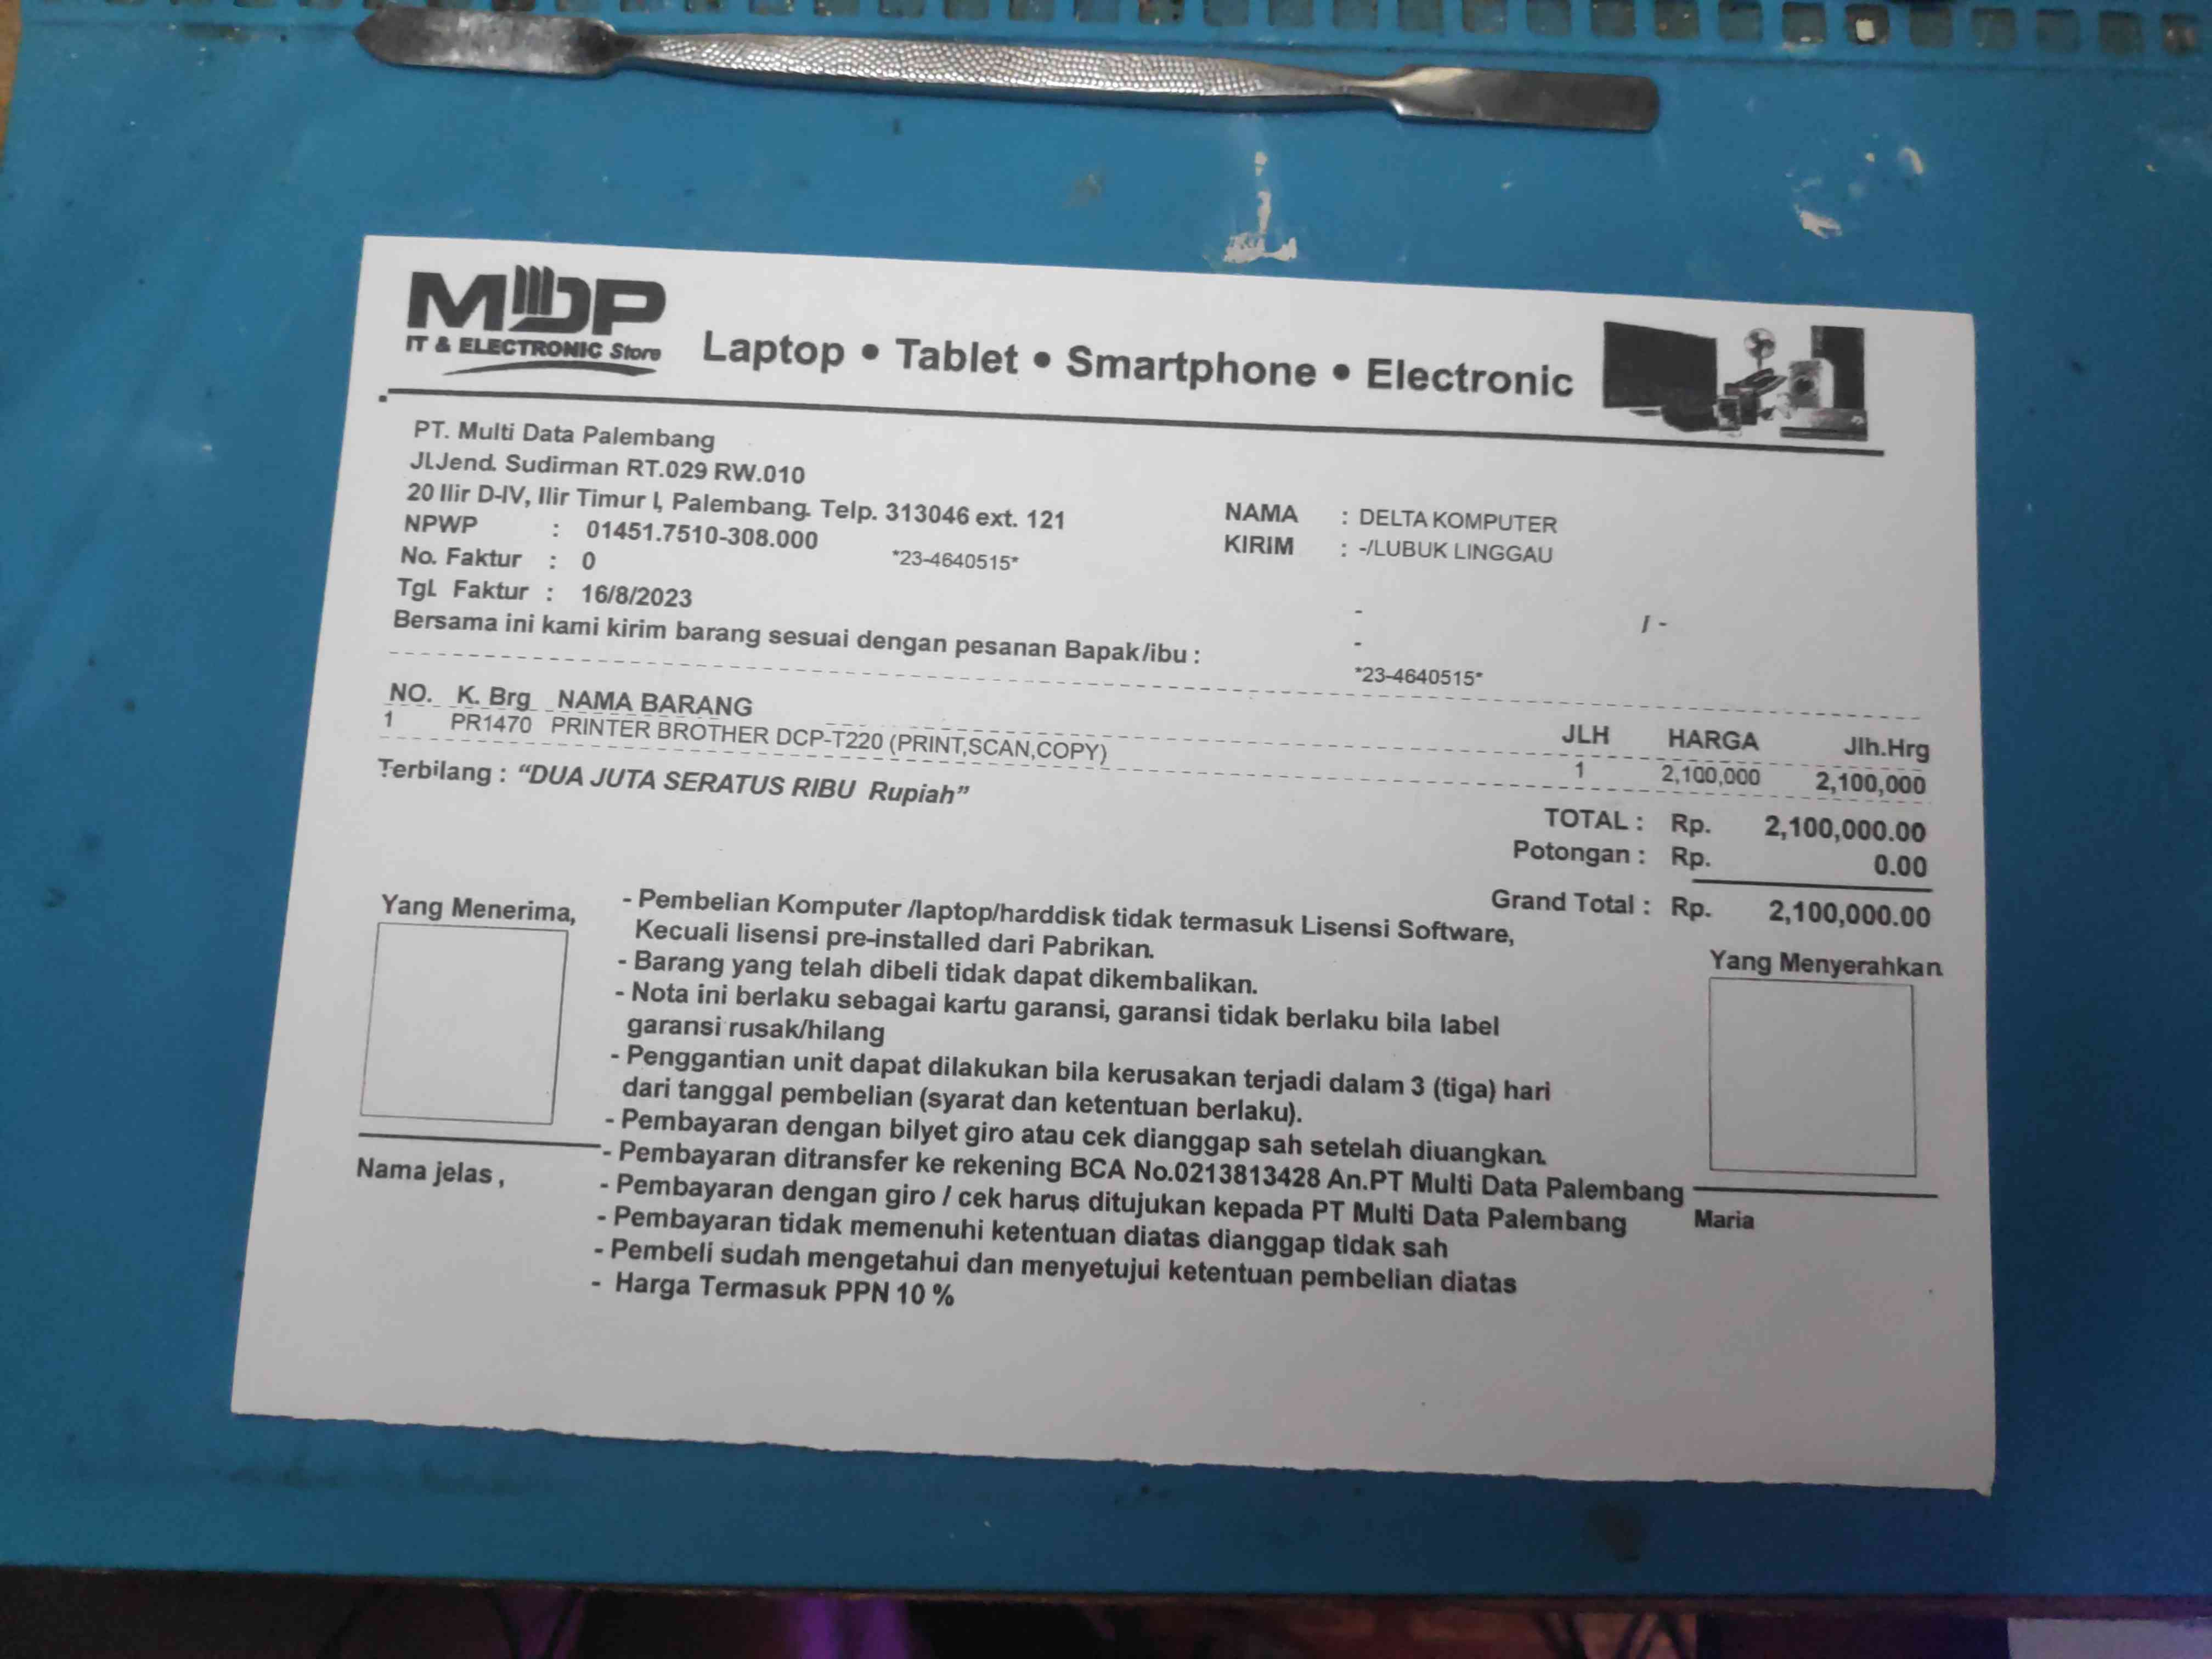 MDP
IT & ELECTRONIC Store
Laptop • Tablet • Smartphone • Electronic
PT. Multi Data Palembang
Jl.Jend. Sudirman RT.029 RW.010
20 Ilir D-IV, Ilir Timur I, Palembang. Telp. 313046 ext. 121
NPWP : 01451.7510-308.000
No. Faktur : 0 *23-4640515*
Tgl. Faktur : 16/8/2023
NAMA : DELTA KOMPUTER
KIRIM : -/LUBUK LINGGAU
- / -
-
*23-4640515*
Bersama ini kami kirim barang sesuai dengan pesanan Bapak/ibu :
NO. K. Brg NAMA BARANG JLH HARGA Jlh.Hrg
1 PR1470 PRINTER BROTHER DCP-T220 (PRINT,SCAN,COPY) 1 2,100,000 2,100,000
Terbilang : “DUA JUTA SERATUS RIBU Rupiah”
TOTAL : Rp. 2,100,000.00
Potongan : Rp. 0.00
Grand Total : Rp. 2,100,000.00
Yang Menerima,
Nama jelas ,
- Pembelian Komputer /laptop/harddisk tidak termasuk Lisensi Software,
Kecuali lisensi pre-installed dari Pabrikan.
- Barang yang telah dibeli tidak dapat dikembalikan.
- Nota ini berlaku sebagai kartu garansi, garansi tidak berlaku bila label
garansi rusak/hilang
- Penggantian unit dapat dilakukan bila kerusakan terjadi dalam 3 (tiga) hari
dari tanggal pembelian (syarat dan ketentuan berlaku).
- Pembayaran dengan bilyet giro atau cek dianggap sah setelah diuangkan.
- Pembayaran ditransfer ke rekening BCA No.0213813428 An.PT Multi Data Palembang
- Pembayaran dengan giro / cek harus ditujukan kepada PT Multi Data Palembang
- Pembayaran tidak memenuhi ketentuan diatas dianggap tidak sah
- Pembeli sudah mengetahui dan menyetujui ketentuan pembelian diatas
- Harga Termasuk PPN 10 %
Yang Menyerahkan
Maria